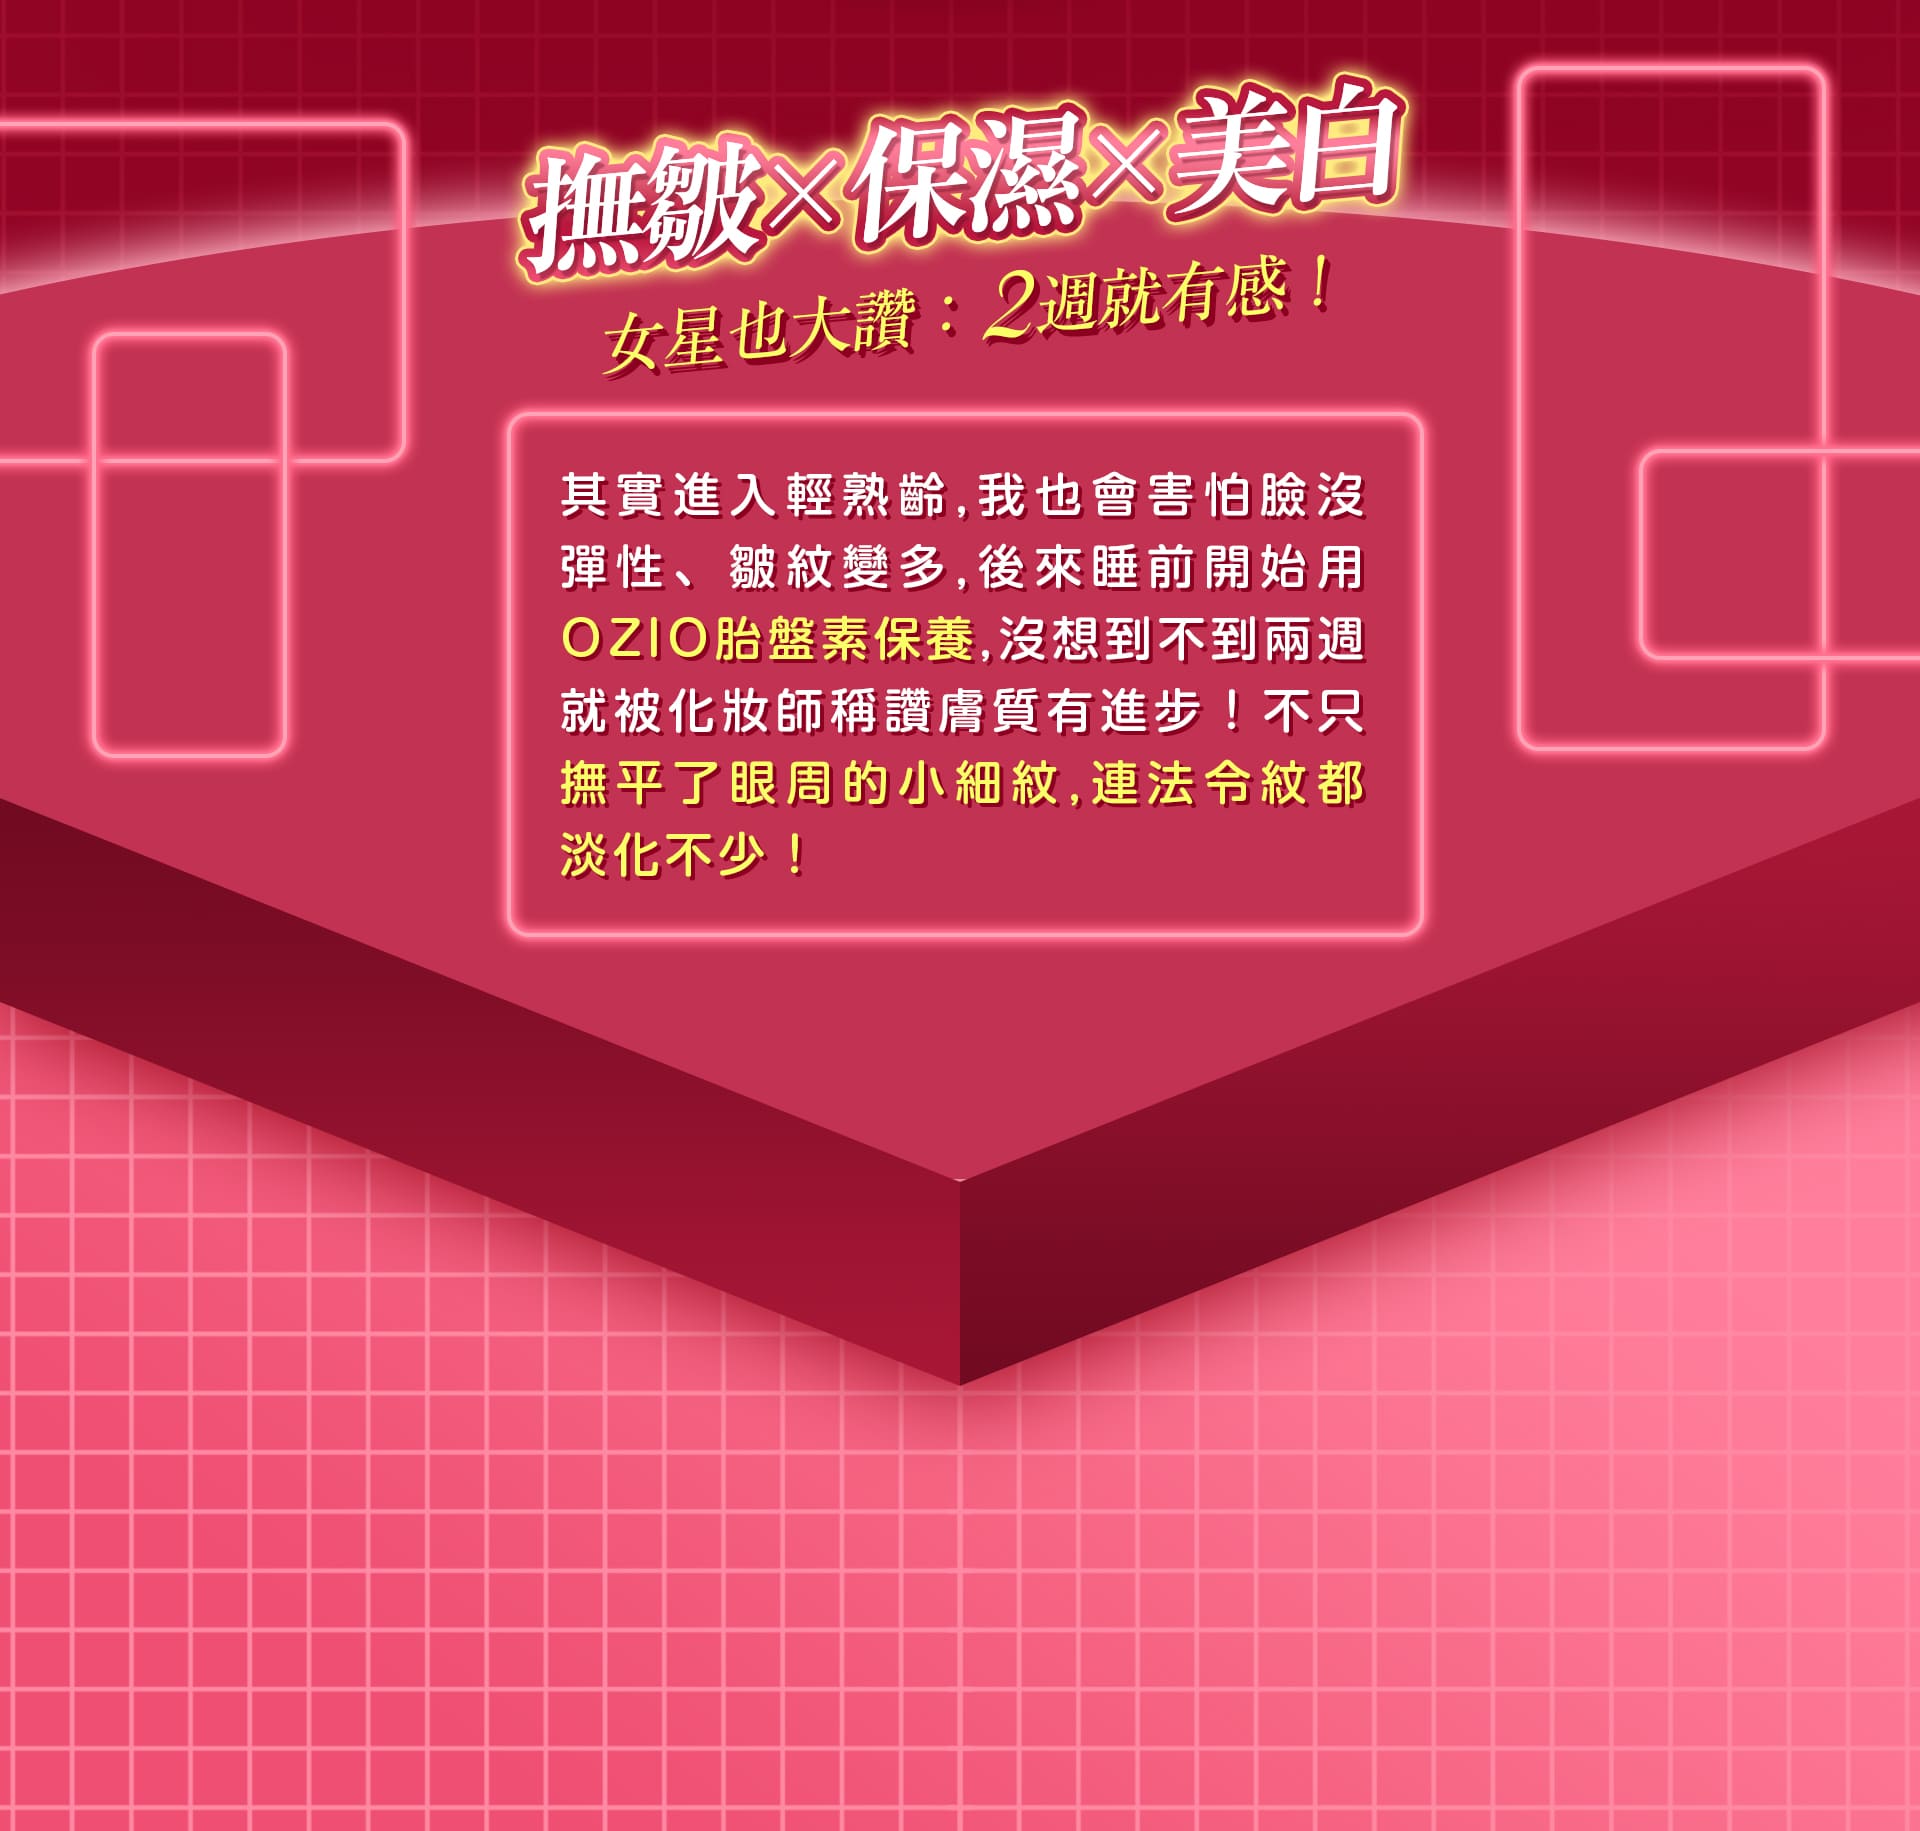 撫皺×保濕×美白
女星也大讚：2週就有感！
其實進入輕熟齡,我也會害怕臉沒
彈性、皺紋變多,後來睡前開始用
OZIO胎盤素保養,沒想到不到兩週
就被化妝師稱讚膚質有進步！不只
撫平了眼周的小細紋,連法令紋都
淡化不少！